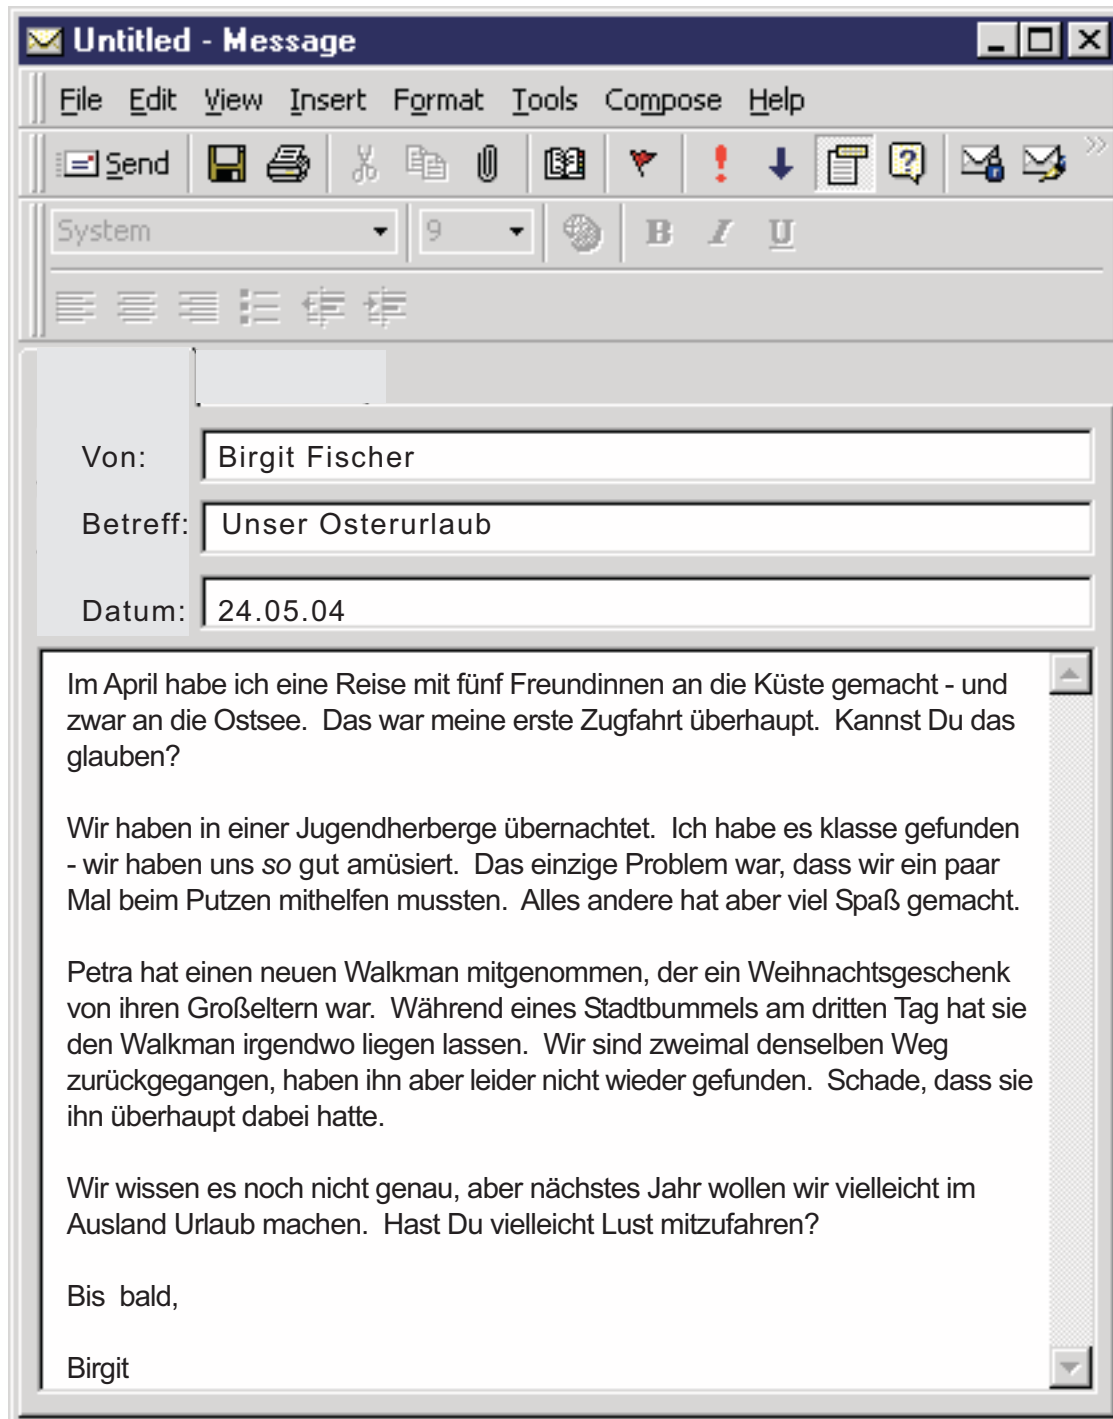 Untitled - Message
File Edit View Insert Format Tools Compose Help
Send
System 9 B I U
Von: Birgit Fischer
Betreff: Unser Osterurlaub
Datum: 24.05.04
Im April habe ich eine Reise mit fünf Freundinnen an die Küste gemacht - und
zwar an die Ostsee. Das war meine erste Zugfahrt überhaupt. Kannst Du das
glauben?
Wir haben in einer Jugendherberge übernachtet. Ich habe es klasse gefunden
- wir haben uns so gut amüsiert. Das einzige Problem war, dass wir ein paar
Mal beim Putzen mithelfen mussten. Alles andere hat aber viel Spaß gemacht.
Petra hat einen neuen Walkman mitgenommen, der ein Weihnachtsgeschenk
von ihren Großeltern war. Während eines Stadtbummels am dritten Tag hat sie
den Walkman irgendwo liegen lassen. Wir sind zweimal denselben Weg
zurückgegangen, haben ihn aber leider nicht wieder gefunden. Schade, dass sie
ihn überhaupt dabei hatte.
Wir wissen es noch nicht genau, aber nächstes Jahr wollen wir vielleicht im
Ausland Urlaub machen. Hast Du vielleicht Lust mitzufahren?
Bis bald,
Birgit